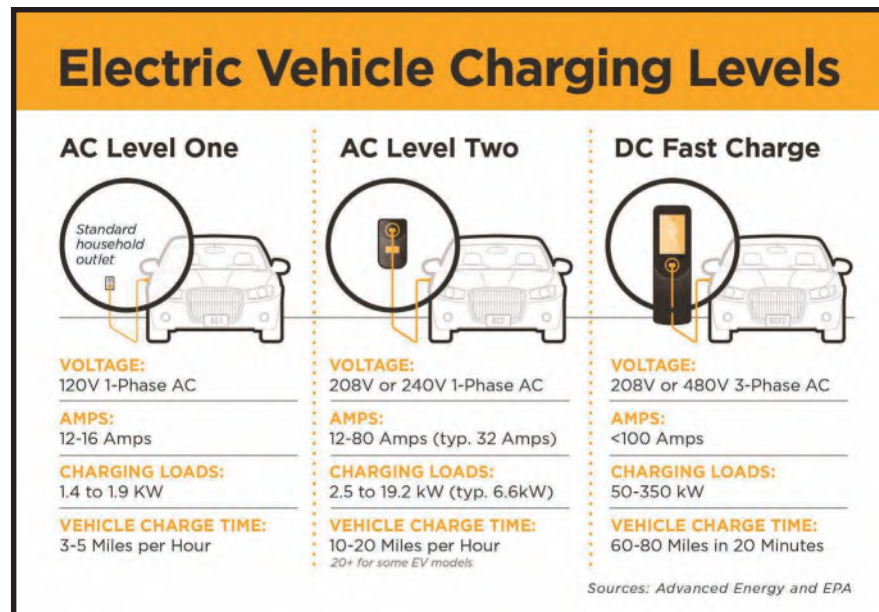 Electric Vehicle Charging Levels
AC Level One
Standard
household
outlet
VOLTAGE:
120V 1-Phase AC
AMPS:
12-16 Amps
CHARGING LOADS:
1.4 to 1.9 KW
VEHICLE CHARGE TIME:
3-5 Miles per Hour
AC Level Two
VOLTAGE:
208V or 240V 1-Phase AC
AMPS:
12-80 Amps (typ. 32 Amps)
CHARGING LOADS:
2.5 to 19.2 kW (typ. 6.6kW)
VEHICLE CHARGE TIME:
10-20 Miles per Hour
20+ for some EV models
DC Fast Charge
VOLTAGE:
208V or 480V 3-Phase AC
AMPS:
<100 Amps
CHARGING LOADS:
50-350 kW
VEHICLE CHARGE TIME:
60-80 Miles in 20 Minutes
Sources: Advanced Energy and EPA